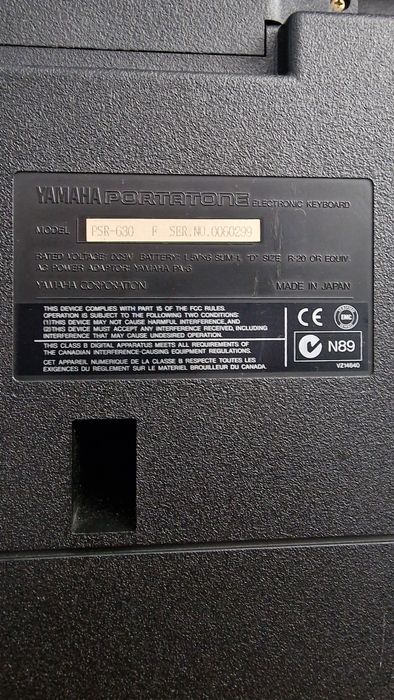 YAMAHA PORTATONE ELECTRONIC KEYBOARD
MODEL PSR-630 F SER.NO.0060299
RATED VOLTAGE: DC9V BATTERY: 1.5V×6 SUM-1, "D" SIZE, R-20 OR EQUIV.
AC POWER ADAPTOR: YAMAHA PA-6
YAMAHA CORPORATION MADE IN JAPAN
THIS DEVICE COMPLIES WITH PART 15 OF THE FCC RULES
OPERATION IS SUBJECT TO THE FOLLOWING TWO CONDITIONS:
(1)THIS DEVICE MAY NOT CAUSE HARMFUL INTERFERENCE, AND
(2)THIS DEVICE MUST ACCEPT ANY INTERFERENCE RECEIVED, INCLUDING
INTERFERENCE THAT MAY CAUSE UNDESIRED OPERATION.
THIS CLASS B DIGITAL APPARATUS MEETS ALL REQUIREMENTS OF
THE CANADIAN INTERFERENCE-CAUSING EQUIPMENT REGULATIONS.
CET APPAREIL NUMERIQUE DE LA CLASSE B RESPECTE TOUTES LES
EXIGENCES DU REGLEMENT SUR LE MATERIEL BROUILLEUR DU CANADA.
CE EMC
N89
VZ14640